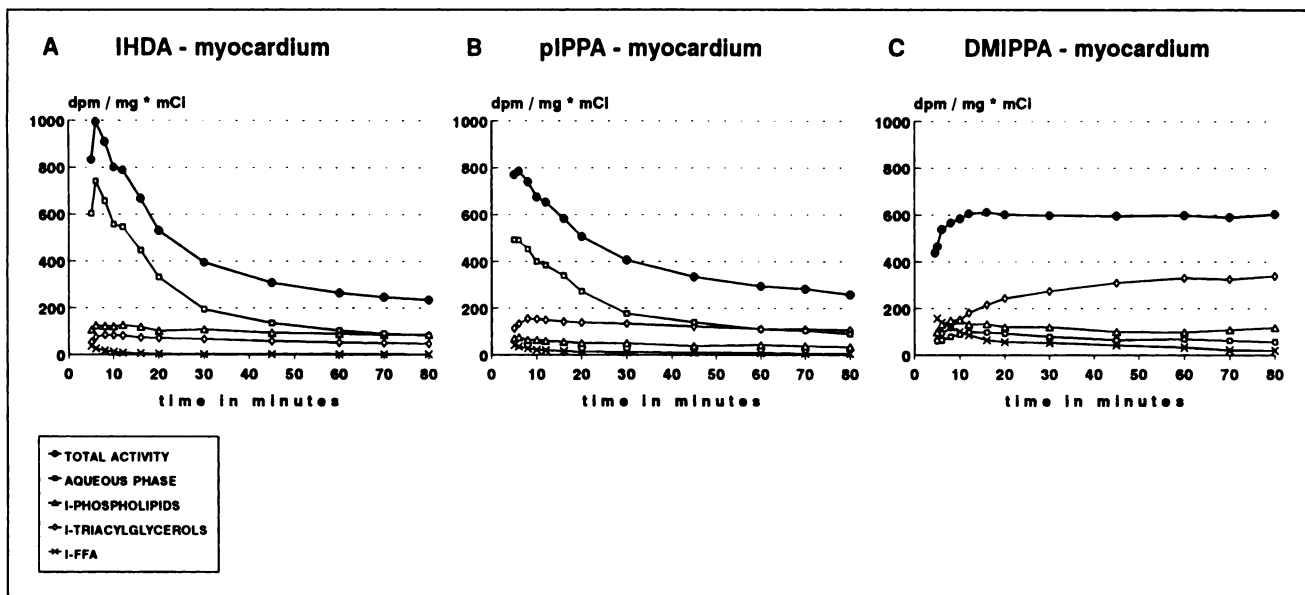 A IHDA - myocardium
dpm / mg * mCi
1000
800
600
400
200
0
0 10 20 30 40 50 60 70 80
time in minutes
B pIPPA - myocardium
dpm / mg * mCi
1000
800
600
400
200
0
0 10 20 30 40 50 60 70 80
time in minutes
C DMIPPA - myocardium
dpm / mg * mCi
1000
800
600
400
200
0
0 10 20 30 40 50 60 70 80
time in minutes
TOTAL ACTIVITY
AQUEOUS PHASE
I-PHOSPHOLIPIDS
I-TRIACYLGLYCEROLS
I-FFA